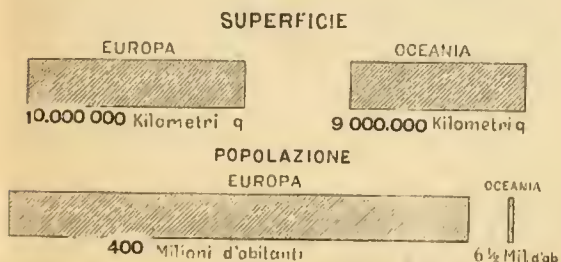 SUPERFICIE
EUROPA OCEANIA
10.000 000 Kilometri q 9 000.000 Kilometri q
POPOLAZIONE
EUROPA OCEANIA
400 Milioni d'abitanti 6 ½ Mil d'ab